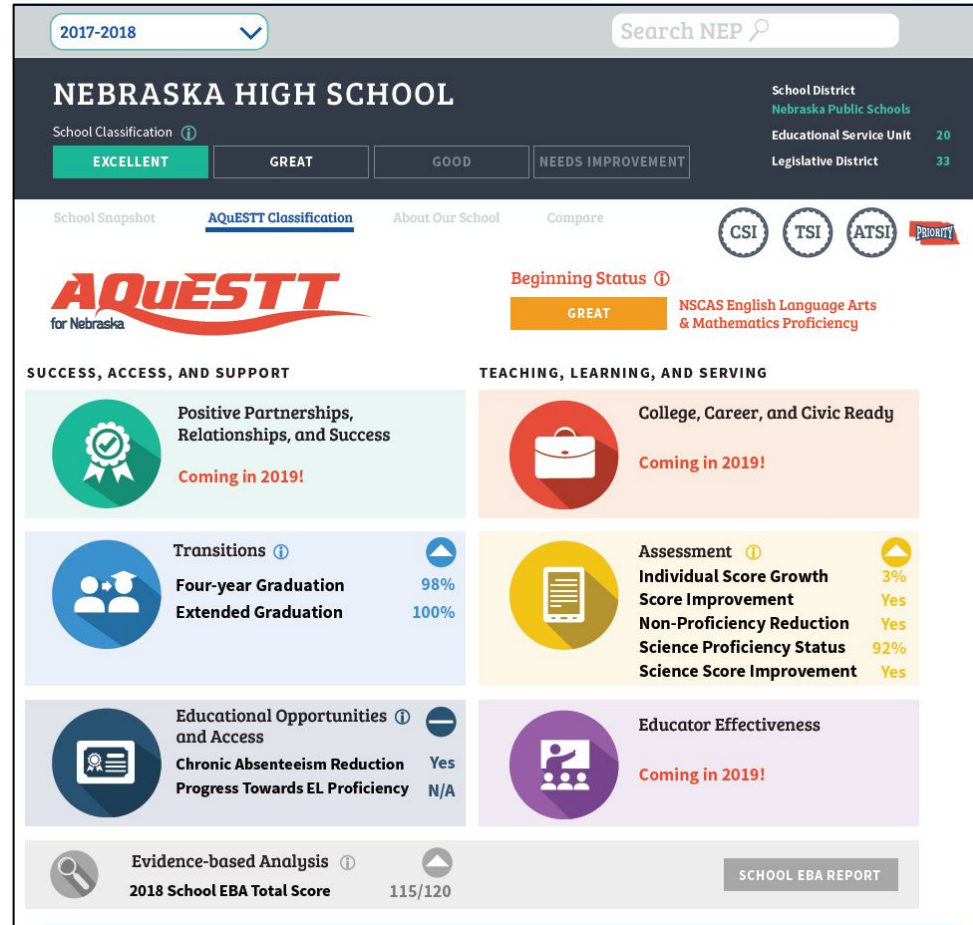 2017-2018
Search NEP
NEBRASKA HIGH SCHOOL
School Classification
EXCELLENT
GREAT
GOOD
NEEDS IMPROVEMENT
School District
Nebraska Public Schools
Educational Service Unit 20
Legislative District 33
School Snapshot
AQuESTT Classification
About Our School
Compare
CSI
TSI
ATSI
PRIORITY
AQuESTT
for Nebraska
Beginning Status
GREAT
NSCAS English Language Arts
& Mathematics Proficiency
SUCCESS, ACCESS, AND SUPPORT
Positive Partnerships,
Relationships, and Success
Coming in 2019!
Transitions
Four-year Graduation 98%
Extended Graduation 100%
Educational Opportunities
and Access
Chronic Absenteeism Reduction Yes
Progress Towards EL Proficiency N/A
TEACHING, LEARNING, AND SERVING
College, Career, and Civic Ready
Coming in 2019!
Assessment
Individual Score Growth 3%
Score Improvement Yes
Non-Proficiency Reduction Yes
Science Proficiency Status 92%
Science Score Improvement Yes
Educator Effectiveness
Coming in 2019!
Evidence-based Analysis
2018 School EBA Total Score 115/120
SCHOOL EBA REPORT